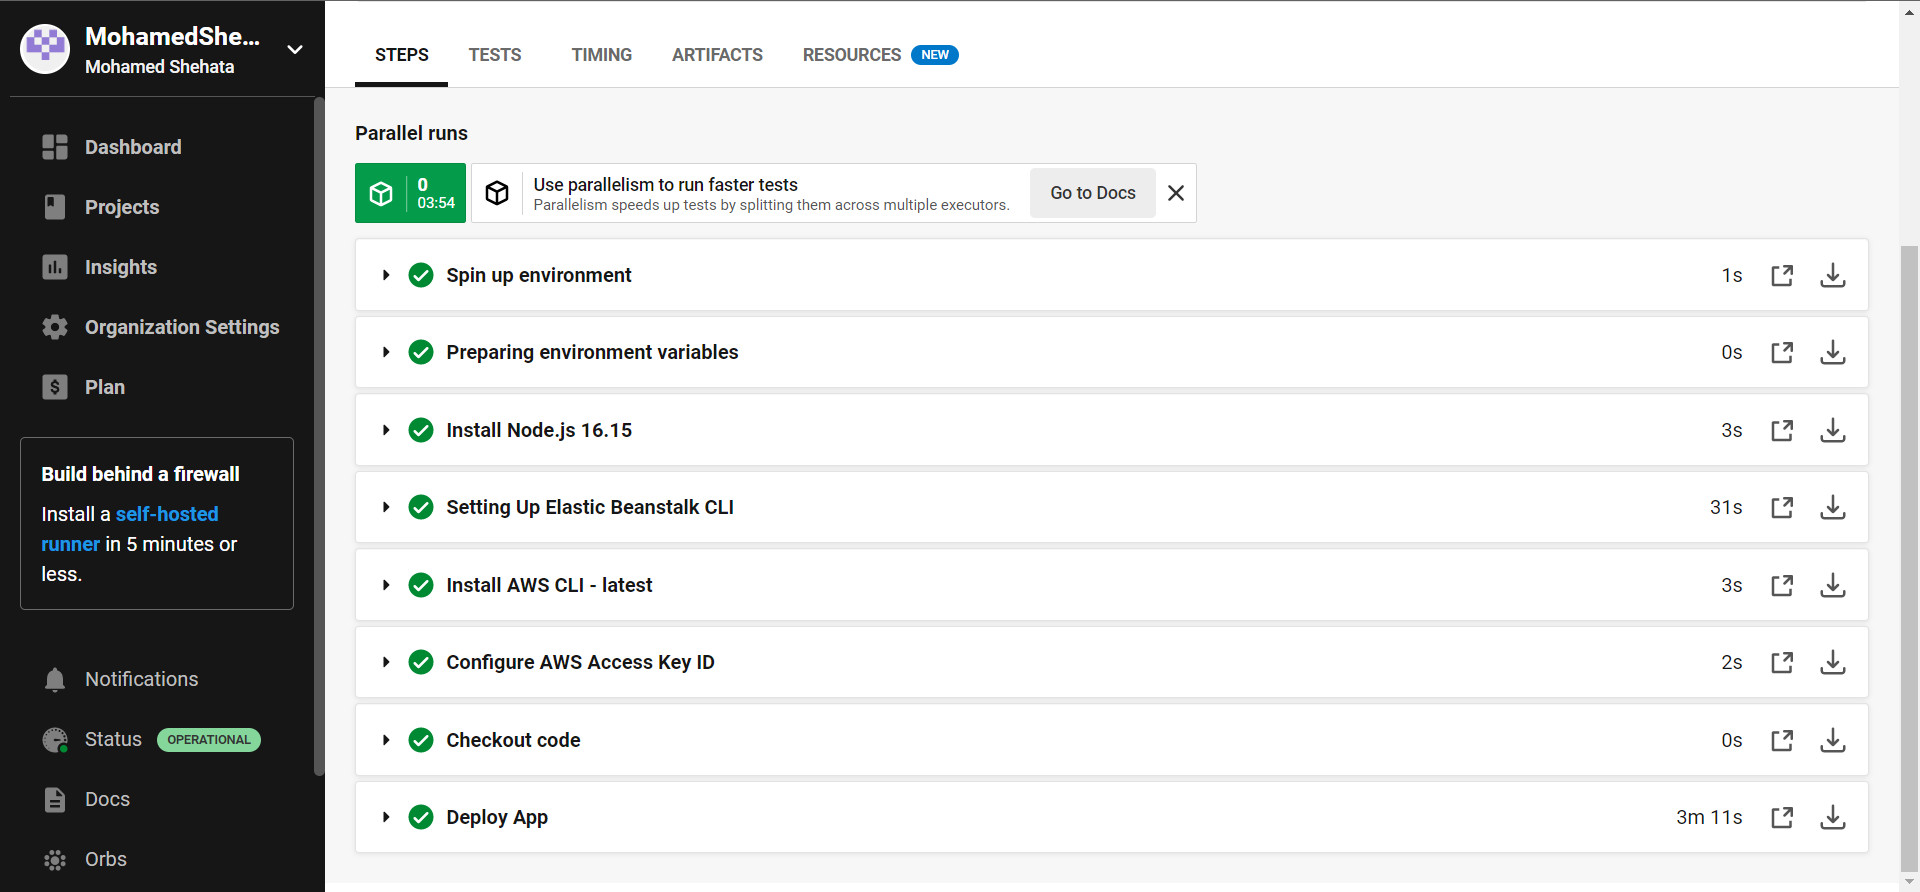 MohamedShe...
Mohamed Shehata
Dashboard
Projects
Insights
Organization Settings
$ Plan
Build behind a firewall
Install a self-hosted
runner in 5 minutes or
less.
Notifications
Status OPERATIONAL
Docs
Orbs
STEPS TESTS TIMING ARTIFACTS RESOURCES NEW
Parallel runs
0
03:54
Use parallelism to run faster tests
Parallelism speeds up tests by splitting them across multiple executors.
Go to Docs
Spin up environment 1s
Preparing environment variables 0s
Install Node.js 16.15 3s
Setting Up Elastic Beanstalk CLI 31s
Install AWS CLI - latest 3s
Configure AWS Access Key ID 2s
Checkout code 0s
Deploy App 3m 11s